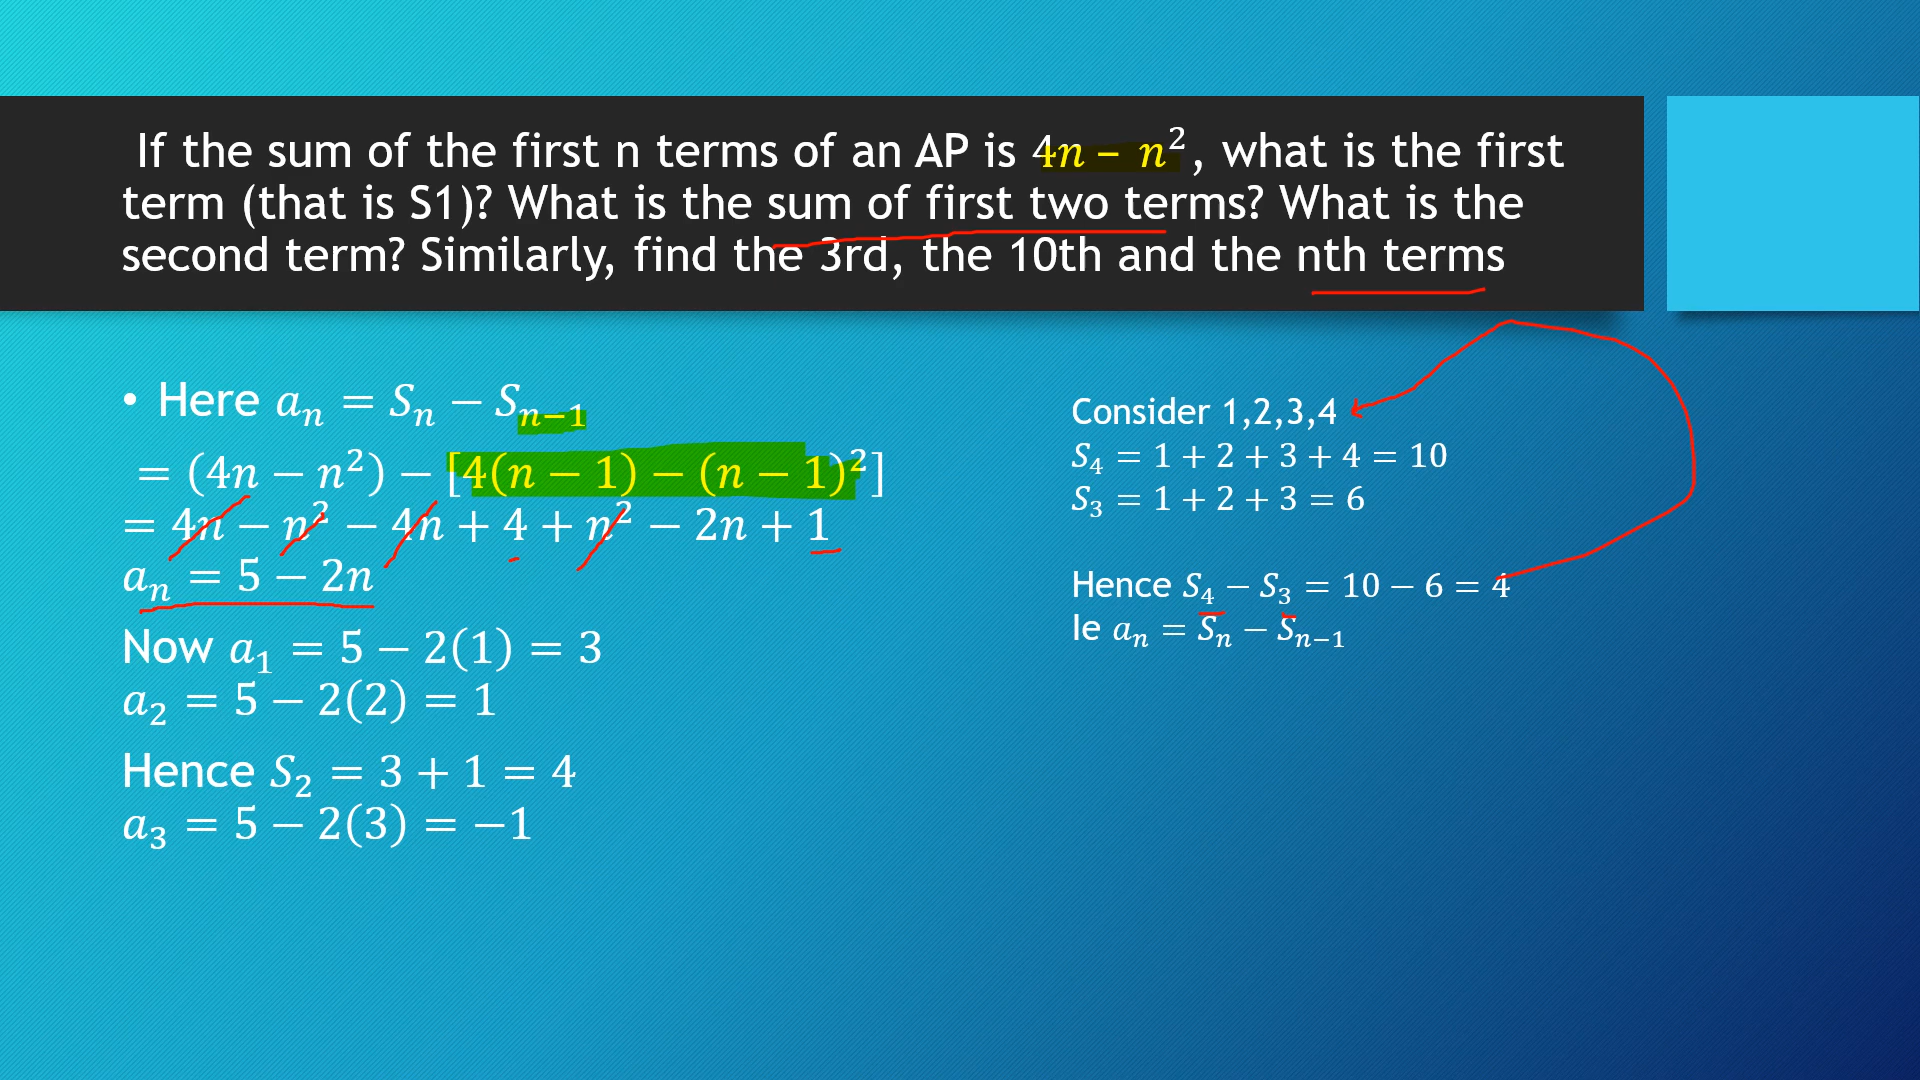 If the sum of the first n terms of an AP is 4𝑛 − 𝑛², what is the first
term (that is S1)? What is the sum of first two terms? What is the
second term? Similarly, find the 3rd, the 10th and the nth terms
• Here 𝑎ₙ = 𝑆ₙ − 𝑆ₙ₋₁
= (4𝑛 − 𝑛²) − [4(𝑛 − 1) − (𝑛 − 1)²]
= 4𝑛 − 𝑛² − 4𝑛 + 4 + 𝑛² − 2𝑛 + 1
𝑎ₙ = 5 − 2𝑛
Now 𝑎₁ = 5 − 2(1) = 3
𝑎₂ = 5 − 2(2) = 1
Hence 𝑆₂ = 3 + 1 = 4
𝑎₃ = 5 − 2(3) = −1
Consider 1,2,3,4
𝑆₄ = 1 + 2 + 3 + 4 = 10
𝑆₃ = 1 + 2 + 3 = 6
Hence 𝑆₄ − 𝑆₃ = 10 − 6 = 4
Ie 𝑎ₙ = 𝑆ₙ − 𝑆ₙ₋₁